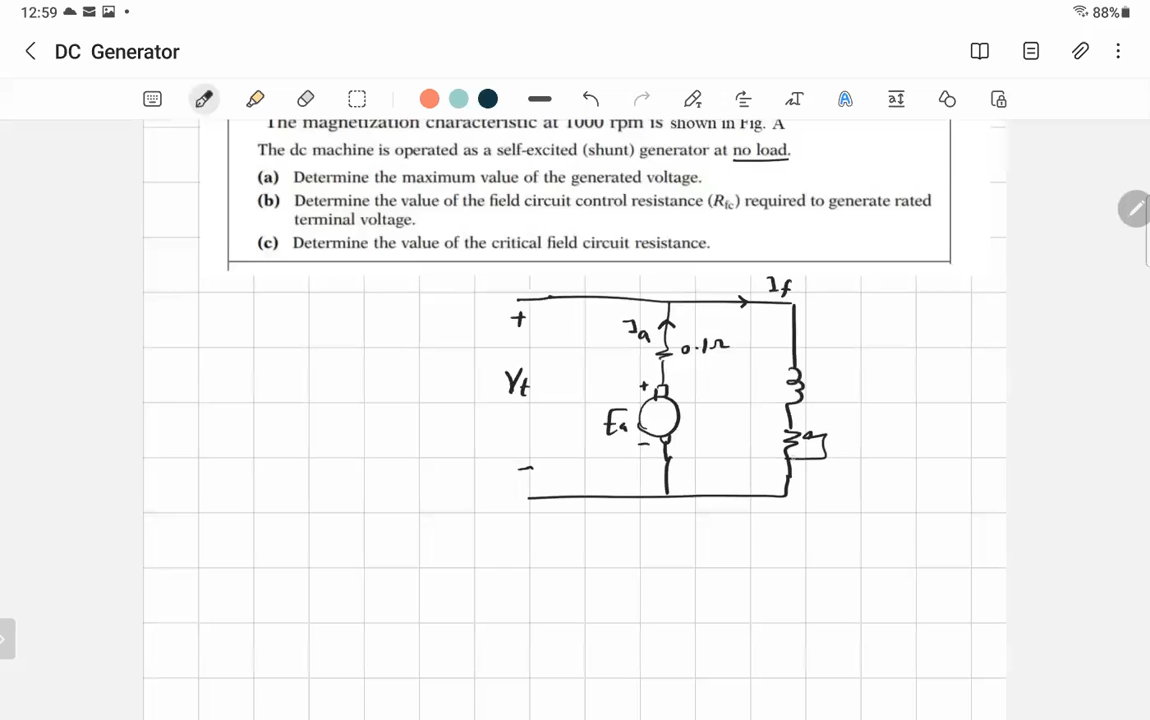 12:59
88%
DC Generator
The magnetization characteristic at 1000 rpm is shown in Fig. A
The dc machine is operated as a self-excited (shunt) generator at no load.
(a) Determine the maximum value of the generated voltage.
(b) Determine the value of the field circuit control resistance (Rfc) required to generate rated
terminal voltage.
(c) Determine the value of the critical field circuit resistance.
If
+
Ia
0.1Ω
Vt
+
Ea
-
-